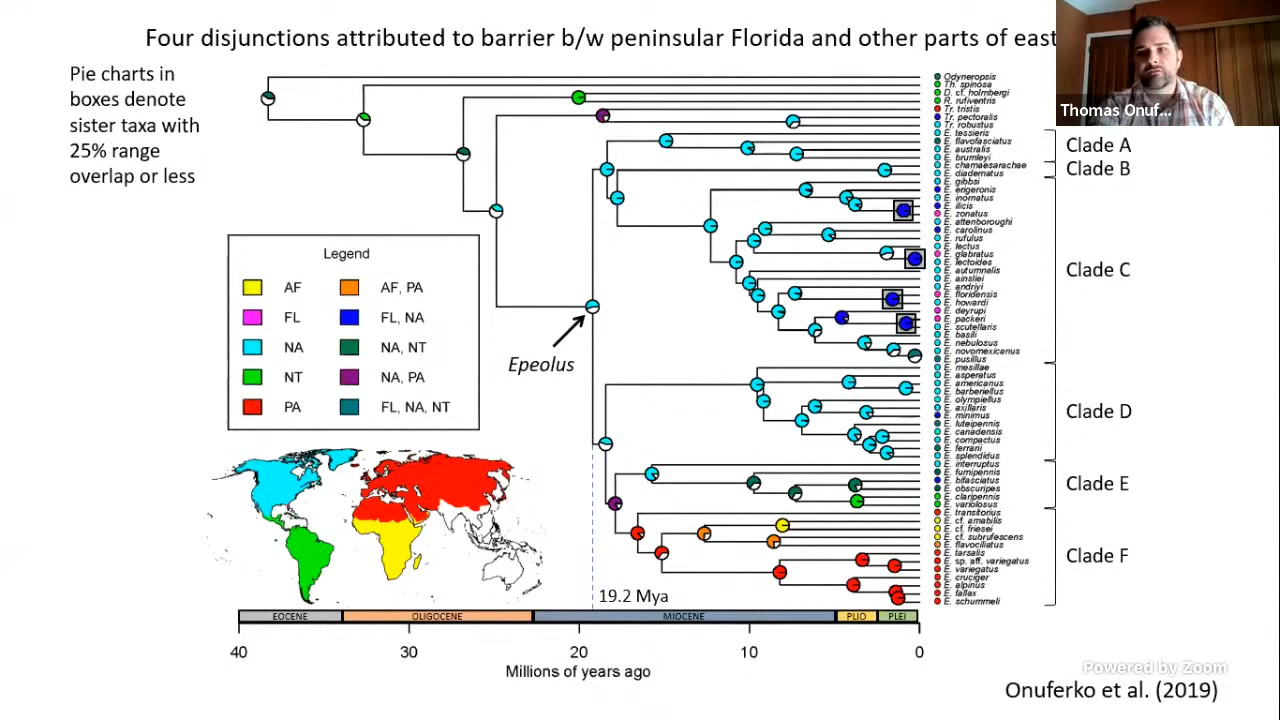 Four disjunctions attributed to barrier b/w peninsular Florida and other parts of east
Pie charts in
boxes denote
sister taxa with
25% range
overlap or less
Thomas Onuf...
Odyneropsis
Th. spinosa
D. cf. holmbergi
R. rufiventris
Tr. tristis
Tr. pectoralis
Tr. robustus
E. tessieris
E. flavofasciatus
E. australis
E. brumleyi
E. chamaesarachae
E. diadematus
E. gibbsi
E. erigeronis
E. inornatus
E. ilicis
E. zonatus
E. attenboroughi
E. carolinus
E. rufulus
E. lectus
E. glabratus
E. lectoides
E. autumnalis
E. ainsliei
E. andriyi
E. floridensis
E. howardi
E. deyrupi
E. packeri
E. scutellaris
E. basili
E. nebulosus
E. novomexicanus
E. pusillus
E. mesillae
E. asperatus
E. americanus
E. barberiellus
E. olympiellus
E. axillaris
E. minimus
E. luteipennis
E. canadensis
E. compactus
E. ferrarii
E. splendidus
E. interruptus
E. fumipennis
E. bifasciatus
E. obscuripes
E. claripennis
E. variolosus
E. transitorius
E. cf. amabilis
E. cf. friesei
E. cf. subrufescens
E. flavociliatus
E. tarsalis
E. sp. aff. variegatus
E. variegatus
E. cruciger
E. alpinus
E. fallax
E. schummeli
Clade A
Clade B
Clade C
Clade D
Clade E
Clade F
Legend
AF
AF, PA
FL
FL, NA
NA
NA, NT
NT
NA, PA
PA
FL, NA, NT
Epeolus
19.2 Mya
EOCENE
OLIGOCENE
MIOCENE
PLIO
PLEI
40
30
20
10
0
Millions of years ago
Powered by Zoom
Onuferko et al. (2019)